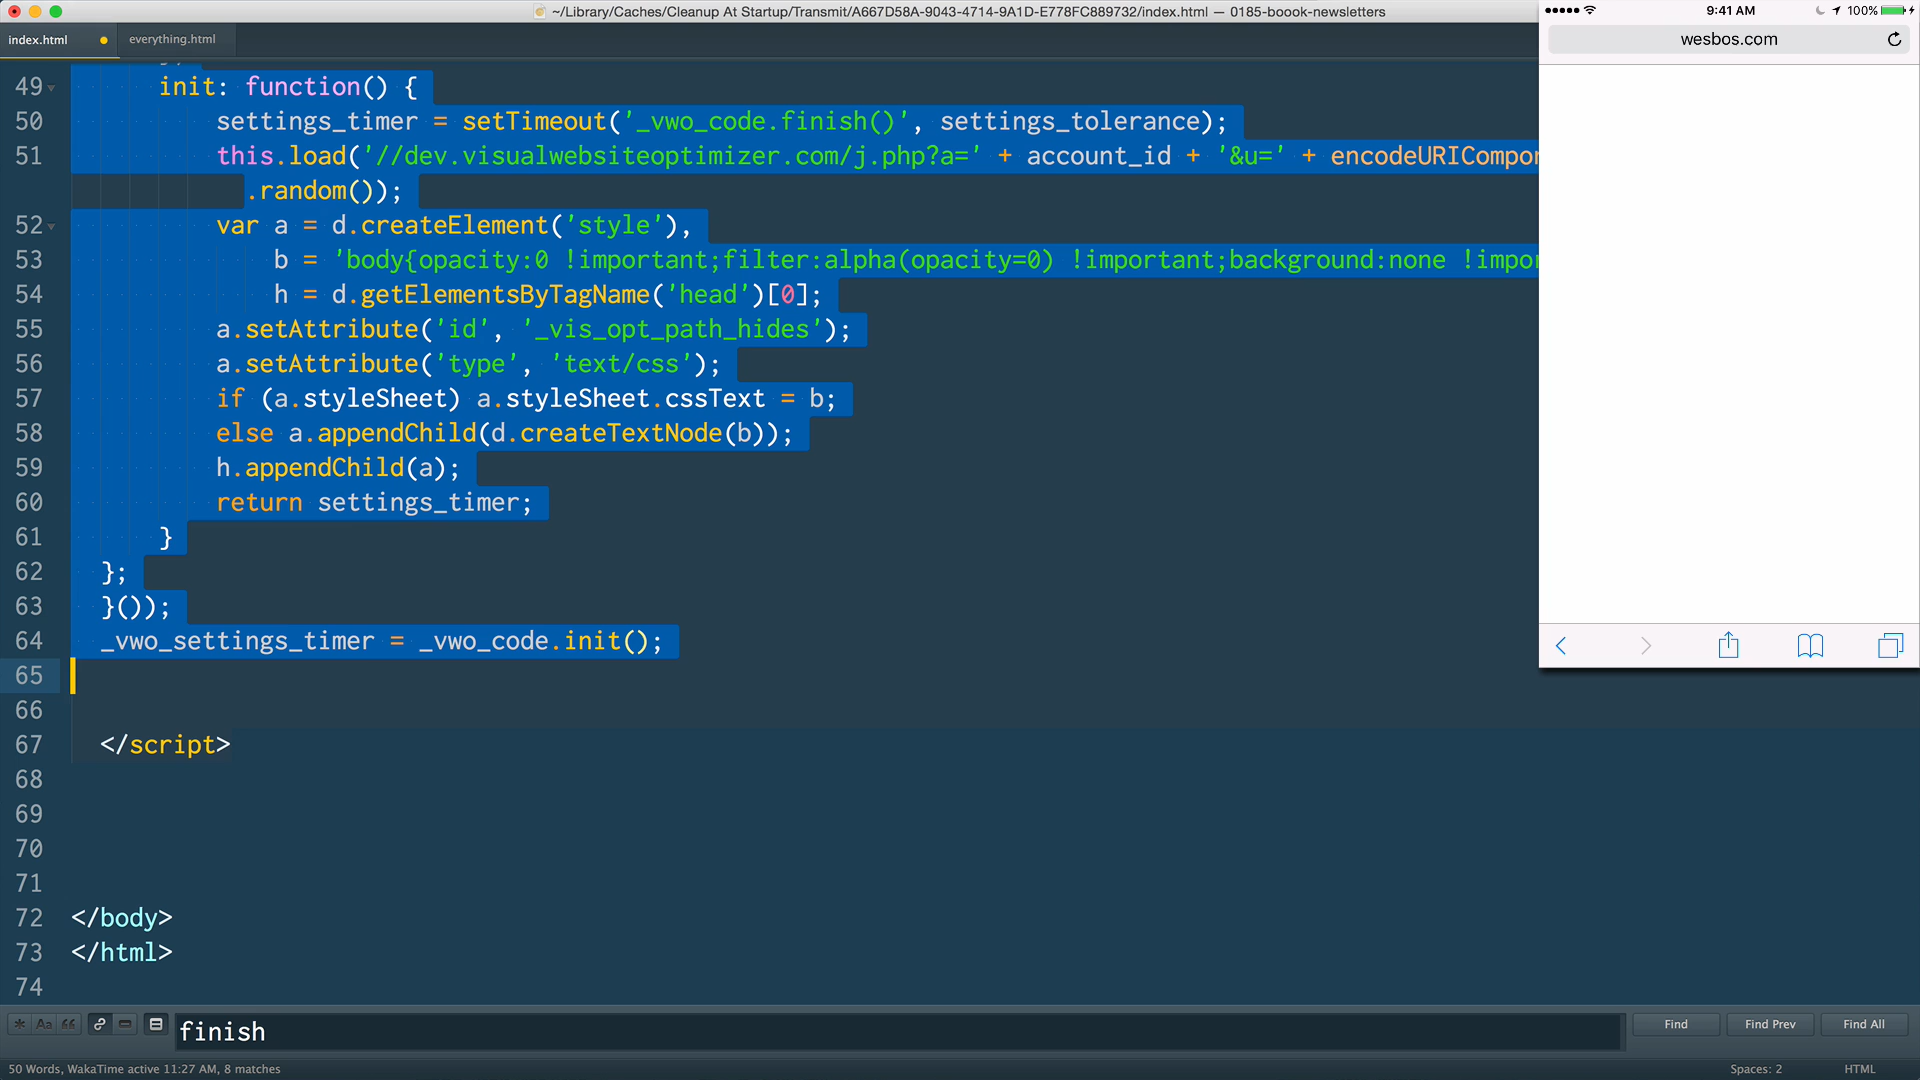 ~/Library/Caches/Cleanup At Startup/Transmit/A667D58A-9043-4714-9A1D-E778FC889732/index.html — 0185-boook-newsletters
index.html
everything.html
49 init: function() {
50 settings_timer = setTimeout('_vwo_code.finish()', settings_tolerance);
51 this.load('//dev.visualwebsiteoptimizer.com/j.php?a=' + account_id + '&u=' + encodeURICompon
.random());
52 var a = d.createElement('style'),
53 b = 'body{opacity:0 !important;filter:alpha(opacity=0) !important;background:none !impor
54 h = d.getElementsByTagName('head')[0];
55 a.setAttribute('id', '_vis_opt_path_hides');
56 a.setAttribute('type', 'text/css');
57 if (a.styleSheet) a.styleSheet.cssText = b;
58 else a.appendChild(d.createTextNode(b));
59 h.appendChild(a);
60 return settings_timer;
61 }
62 };
63 }());
64 _vwo_settings_timer = _vwo_code.init();
65
66
67 </script>
68
69
70
71
72 </body>
73 </html>
74
9:41 AM
100%
wesbos.com
Aa
finish
Find
Find Prev
Find All
50 Words, WakaTime active 11:27 AM, 8 matches
Spaces: 2
HTML